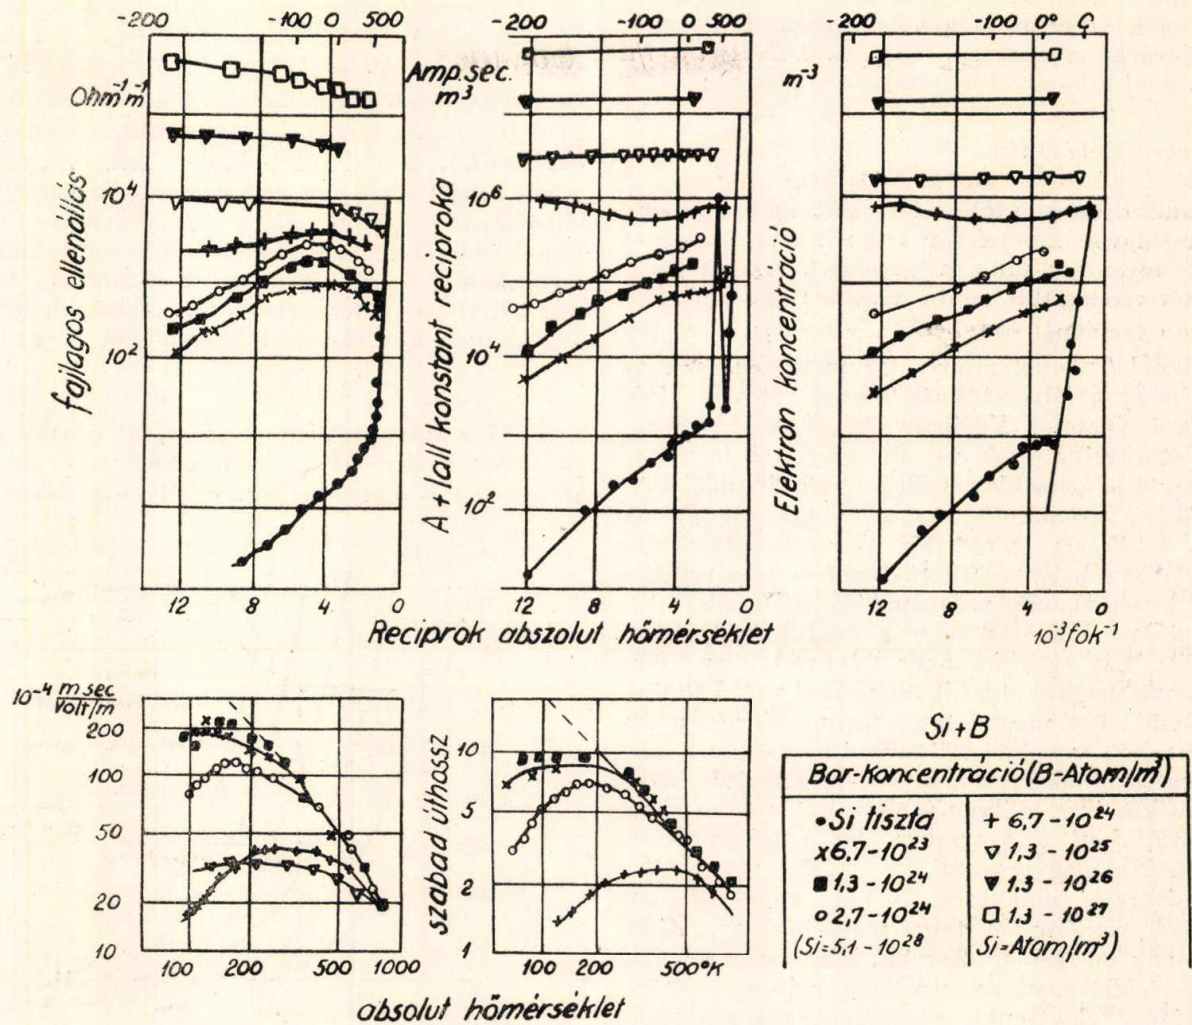 -200 -100 0 500
-200 -100 0 500
-200 -100 0° C
Ohm⁻¹m⁻¹
Amp.sec.
m³
m⁻³
10⁴
10²
10⁶
10⁴
10²
fajlagos ellenállás
A + lall konstant reciproka
Elektron koncentráció
12 8 4 0
12 8 4 0
12 8 4 0
Reciprok abszolut hőmérséklet
10⁻³fok⁻¹
10⁻⁴ m sec
volt/m
200
100
50
20
10
100 200 500 1000
absolut hőmérséklet
szabad úthossz
10
5
2
1
100 200 500°K
Si+B
Bor-Koncentráció (B-Atom/m³)
•Si tiszta
x6.7-10²³
1.3 - 10²⁴
2,7-10²⁴
(Si=5,1 - 10²⁸
+ 6,7-10²⁴
1,3 - 10²⁵
1.3 - 10²⁶
1.3 - 10²⁷
Si=Atom/m³)